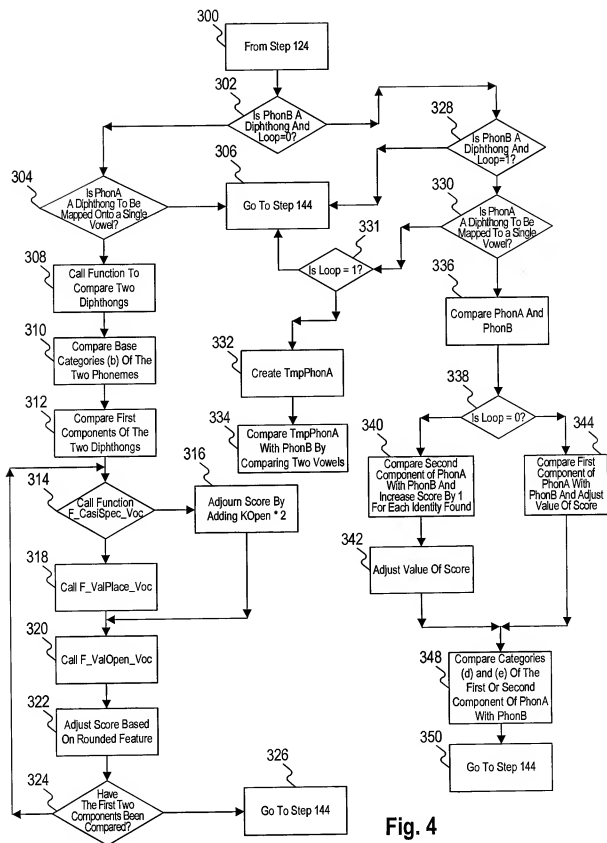 300
From Step 124
302
Is PhonB A
Diphthong And
Loop=0?
328
Is PhonB A
Diphthong And
Loop=1?
304
Is PhonA
A Diphthong To Be
Mapped Onto a Single
Vowel?
306
Go To Step 144
330
Is PhonA
A Diphthong To Be
Mapped To a Single
Vowel?
331
Is Loop = 1?
308
Call Function To
Compare Two
Diphthongs
336
Compare PhonA And
PhonB
310
Compare Base
Categories (b) Of The
Two Phonemes
332
Create TmpPhonA
312
Compare First
Components Of The
Two Diphthongs
334
Compare TmpPhonA
With PhonB By
Comparing Two Vowels
338
Is Loop = 0?
314
Call Function
F_CasiSpec_Voc
316
Adjourn Score By
Adding KOpen * 2
340
Compare Second
Component of PhonA
With PhonB And
Increase Score By 1
For Each Identity Found
344
Compare First
Component of
PhonA With
PhonB And Adjust
Value Of Score
318
Call F_ValPlace_Voc
342
Adjust Value Of Score
320
Call F_ValOpen_Voc
348
Compare Categories
(d) and (e) Of The
First Or Second
Component Of PhonA
With PhonB
322
Adjust Score Based
On Rounded Feature
350
Go To Step 144
324
Have
The First Two
Components Been
Compared?
326
Go To Step 144
Fig. 4